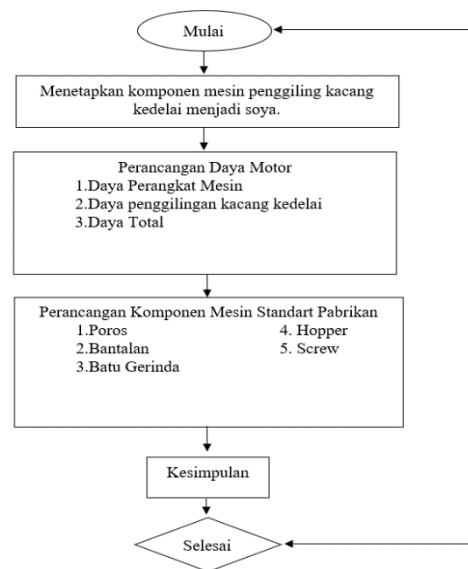 Mulai
Menetapkan komponen mesin penggiling kacang
kedelai menjadi soya.
Perancangan Daya Motor
1.Daya Perangkat Mesin
2.Daya penggilingan kacang kedelai
3.Daya Total
Perancangan Komponen Mesin Standart Pabrikan
1.Poros
2.Bantalan
3.Batu Gerinda
4. Hopper
5. Screw
Kesimpulan
Selesai